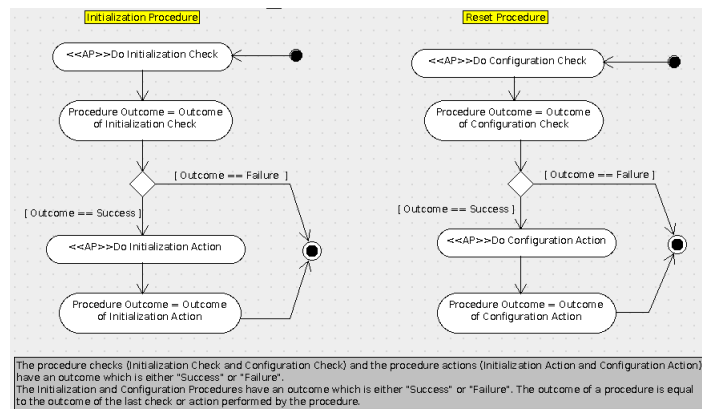 Initialization Procedure
<<AP>>Do Initialization Check
Procedure Outcome = Outcome
of Initialization Check
[ Outcome == Failure ]
[ Outcome == Success ]
<<AP>>Do Initialization Action
Procedure Outcome = Outcome
of Initialization Action
Reset Procedure
<<AP>>Do Configuration Check
Procedure Outcome = Outcome
of Configuration Check
[ Outcome == Failure ]
[ Outcome == Success ]
<<AP>>Do Configuration Action
Procedure Outcome = Outcome
of Configuration Action
The procedure checks (Initialization Check and Configuration Check) and the procedure actions (Initialization Action and Configuration Action)
have an outcome which is either "Success" or "Failure".
The Initialization and Configuration Procedures have an outcome which is either "Success" or "Failure". The outcome of a procedure is equal
to the outcome of the last check or action performed by the procedure.